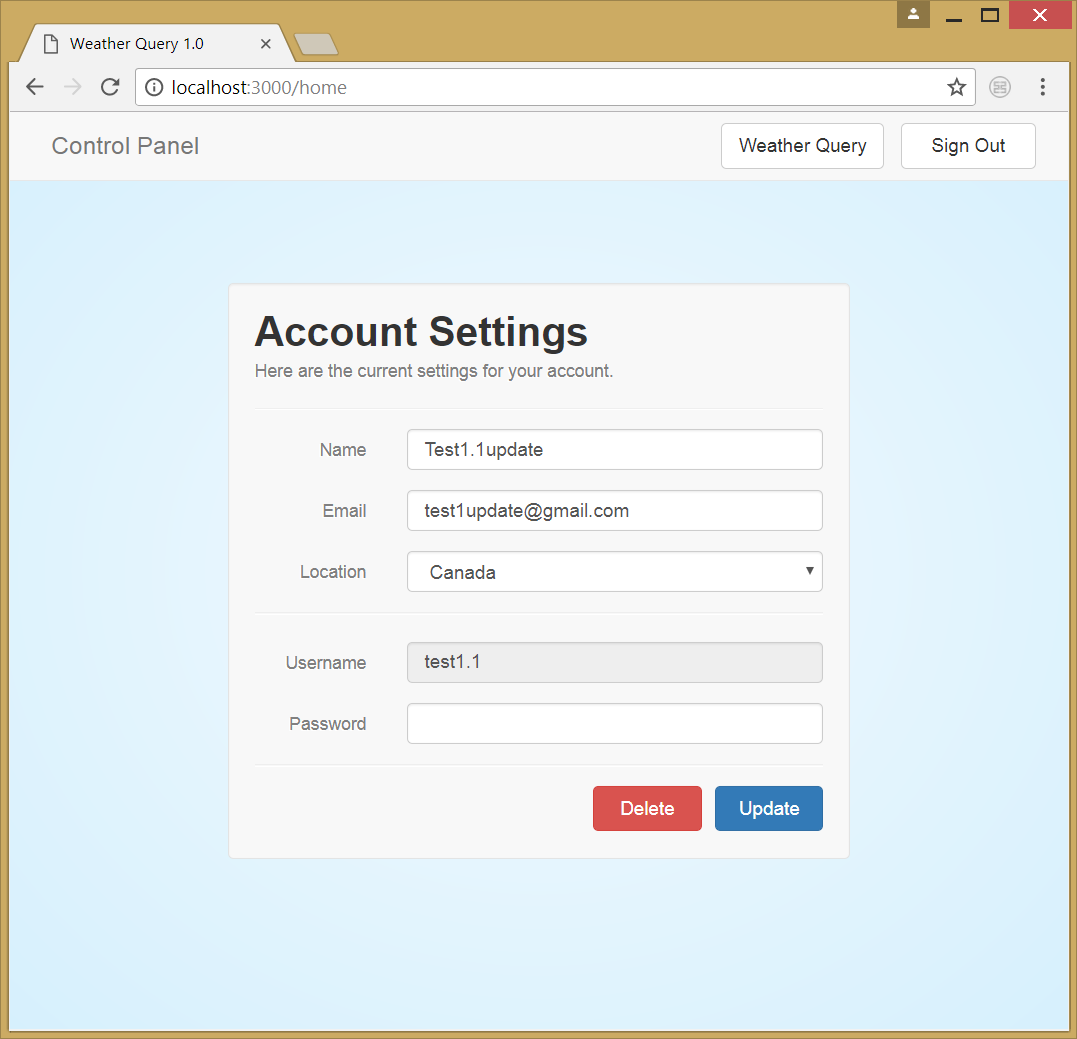 Weather Query 1.0
localhost:3000/home
Control Panel
Weather Query
Sign Out
Account Settings
Here are the current settings for your account.
Name
Test1.1update
Email
test1update@gmail.com
Location
Canada
Username
test1.1
Password
Delete
Update